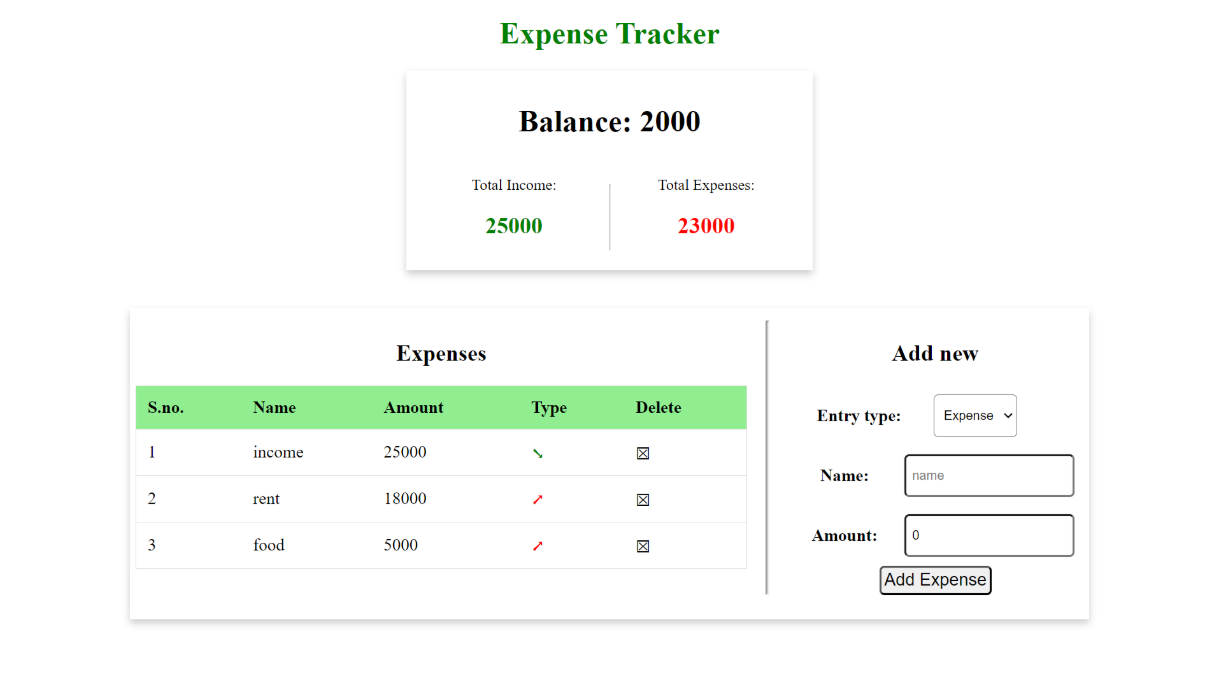 Expense Tracker
Balance: 2000
Total Income: Total Expenses:
25000 23000
Expenses
S.no. Name Amount Type Delete
1 income 25000 ➘ ☒
2 rent 18000 ➚ ☒
3 food 5000 ➚ ☒
Add new
Entry type: Expense
Name: name
Amount: 0
Add Expense